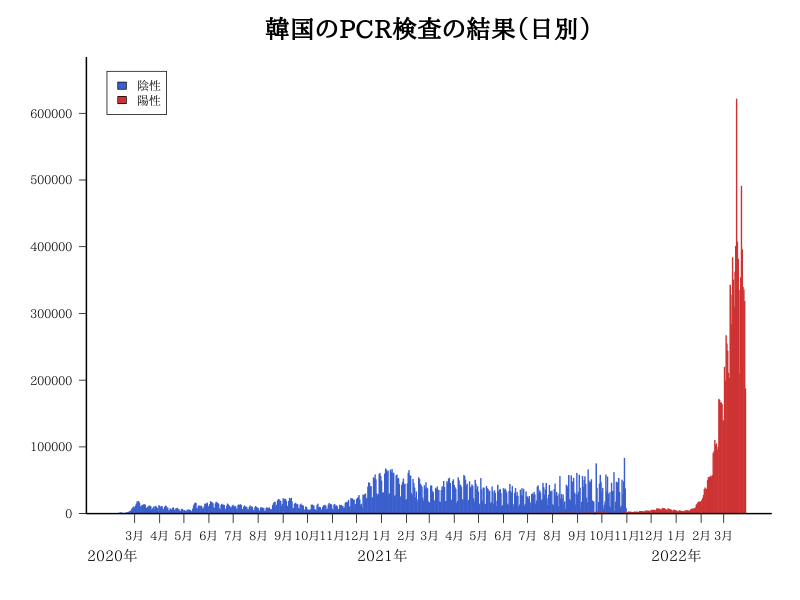 韓国のPCR検査の結果（日別）
陰性
陽性
600000
500000
400000
300000
200000
100000
0
3月 4月 5月 6月 7月 8月 9月 10月 11月 12月 1月 2月 3月 4月 5月 6月 7月 8月 9月 10月 11月 12月 1月 2月 3月
2020年 2021年 2022年